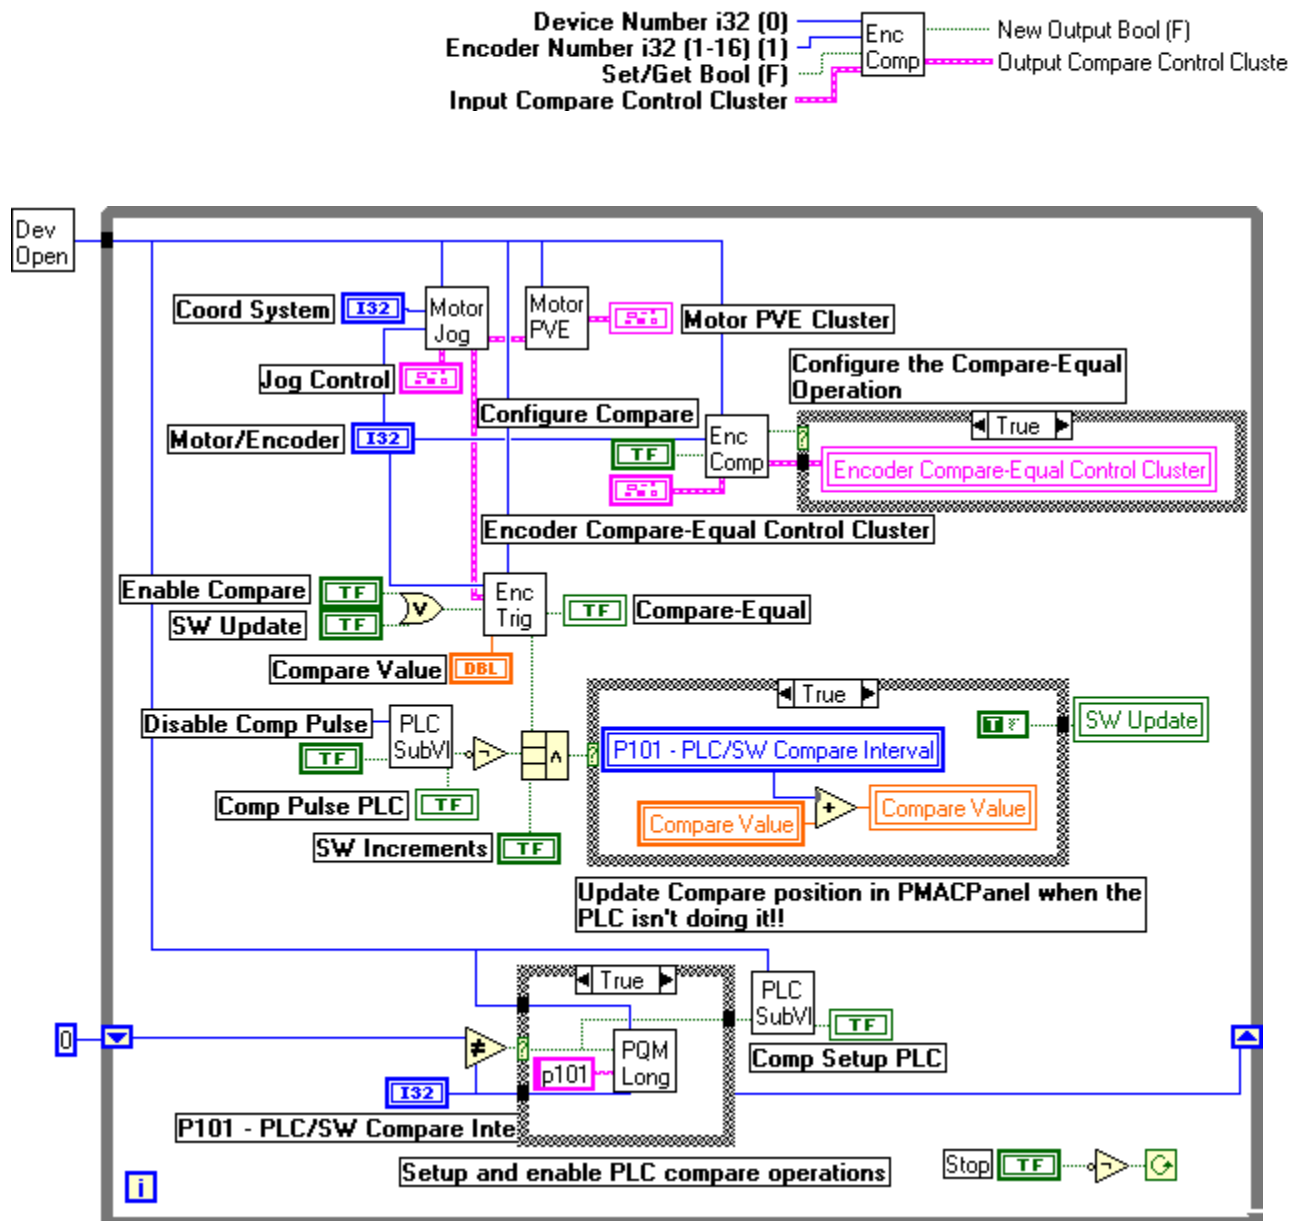 Device Number i32 (0)
Encoder Number i32 (1-16) (1)
Set/Get Bool (F)
Input Compare Control Cluster
Enc
Comp
New Output Bool (F)
Output Compare Control Cluste
Dev
Open
Coord System
I32
Motor
Jog
Motor
PVE
Motor PVE Cluster
Jog Control
Configure the Compare-Equal
Operation
Configure Compare
True
Motor/Encoder
I32
TF
Enc
Comp
?
Encoder Compare-Equal Control Cluster
Encoder Compare-Equal Control Cluster
Enable Compare
TF
SW Update
TF
V
Enc
Trig
TF
Compare-Equal
Compare Value
DBL
True
Disable Comp Pulse
PLC
SubVI
TF
Comp Pulse PLC
TF
SW Increments
TF
?
P101 - PLC/SW Compare Interval
T F
SW Update
Compare Value
+
Compare Value
Update Compare position in PMACPanel when the
PLC isn't doing it!!
True
PLC
SubVI
TF
Comp Setup PLC
0
≠
?
PQM
Long
p101
I32
P101 - PLC/SW Compare Inte
Setup and enable PLC compare operations
Stop
TF
i